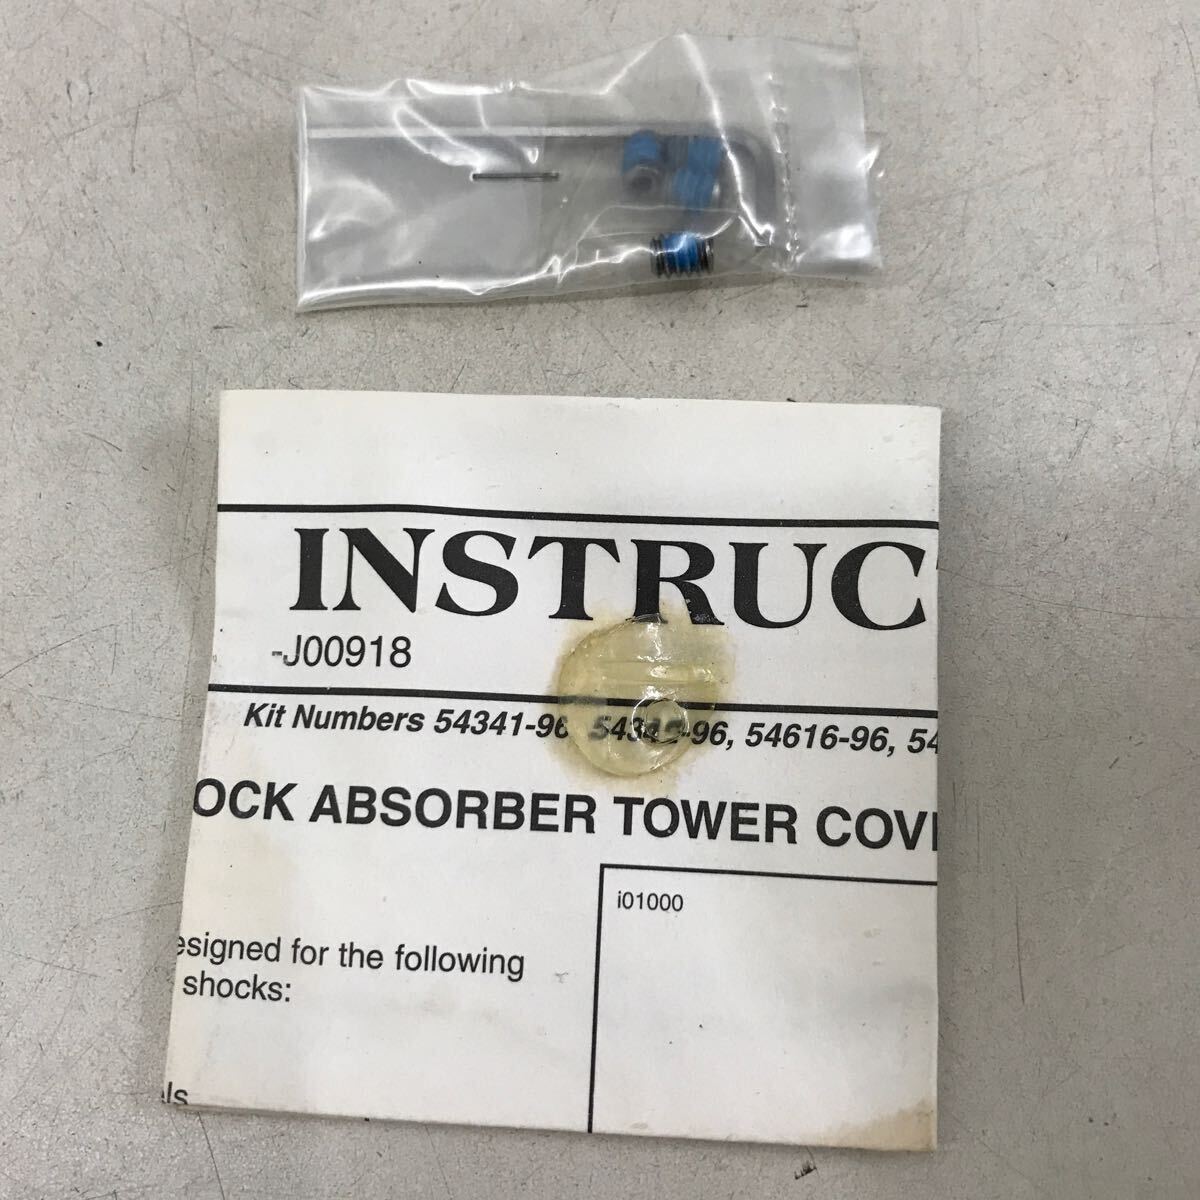 INSTRUC
-J00918
Kit Numbers 54341-96, 96, 54616-96, 54
OCK ABSORBER TOWER COV
i01000
esigned for the following
shocks:
ls